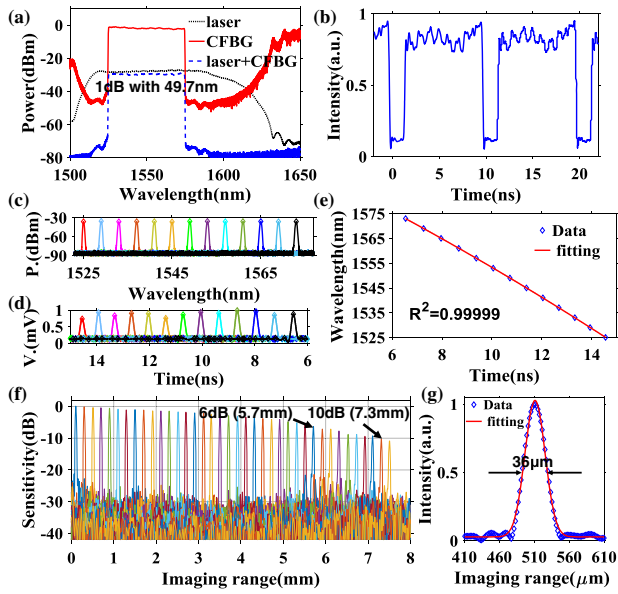 (a)
laser
CFBG
laser+CFBG
1dB with 49.7nm
Power(dBm)
0
-20
-40
-60
-80
1500
1550
1600
1650
Wavelength(nm)
(b)
Intensity(a.u.)
1
0.5
0
0
10
20
Time(ns)
(c)
P.(dBm)
-30
-60
-90
1525
1545
1565
Wavelength(nm)
(d)
V.(mV)
1
0.5
0
14
12
10
8
6
Time(ns)
(e)
Wavelength(nm)
1575
1565
1555
1545
1535
1525
Data
fitting
R²=0.99999
6
8
10
12
14
Time(ns)
(f)
Sensitivity(dB)
0
-10
-20
-30
-40
6dB (5.7mm)
10dB (7.3mm)
0
1
2
3
4
5
6
7
8
Imaging range(mm)
(g)
Intensity(a.u.)
1
0.5
0
Data
fitting
36μm
410
460
510
560
610
Imaging range(μm)